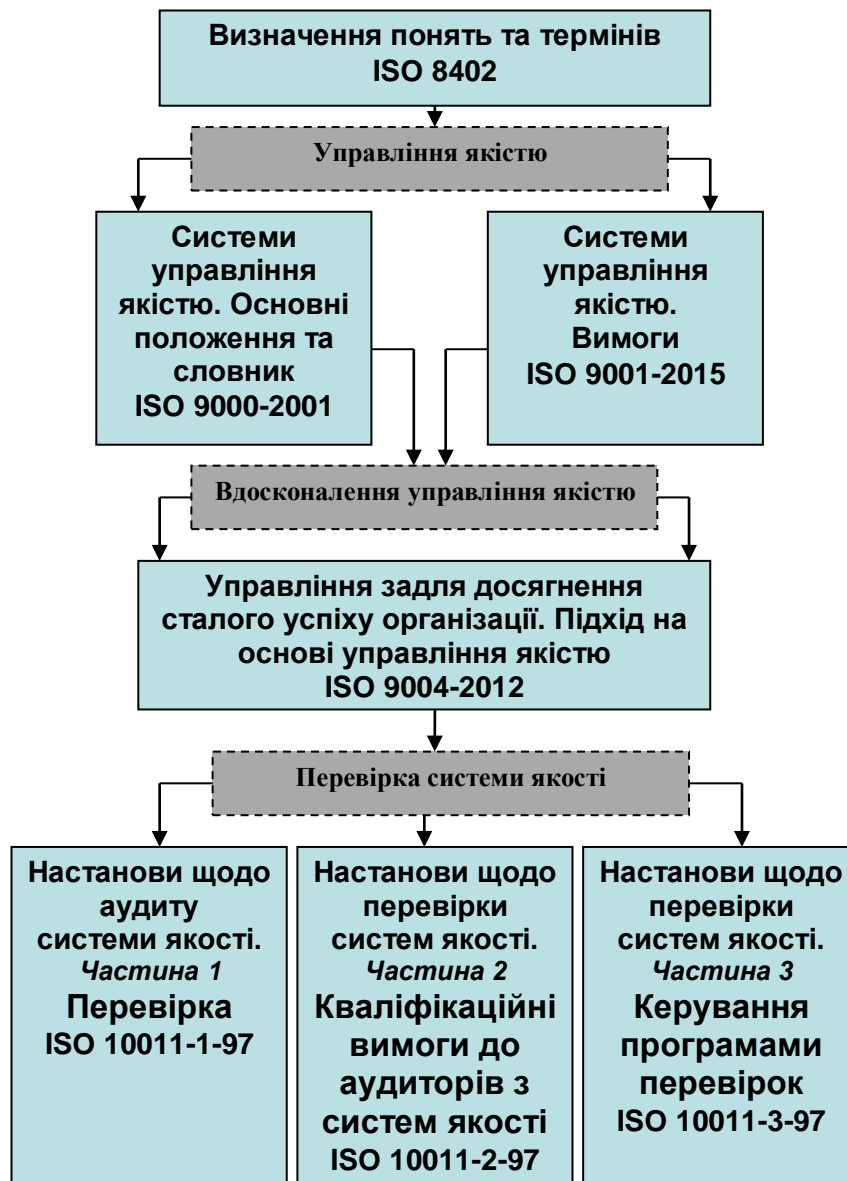 Визначення понять та термінів
ISO 8402
Управління якістю
Системи
управління
якістю. Основні
положення та
словник
ISO 9000-2001
Системи
управління
якістю.
Вимоги
ISO 9001-2015
Вдосконалення управління якістю
Управління задля досягнення
сталого успіху організації. Підхід на
основі управління якістю
ISO 9004-2012
Перевірка системи якості
Настанови щодо
аудиту
системи якості.
Частина 1
Перевірка
ISO 10011-1-97
Настанови щодо
перевірки
систем якості.
Частина 2
Кваліфікаційні
вимоги до
аудиторів з
систем якості
ISO 10011-2-97
Настанови щодо
перевірки
систем якості.
Частина 3
Керування
програмами
перевірок
ISO 10011-3-97